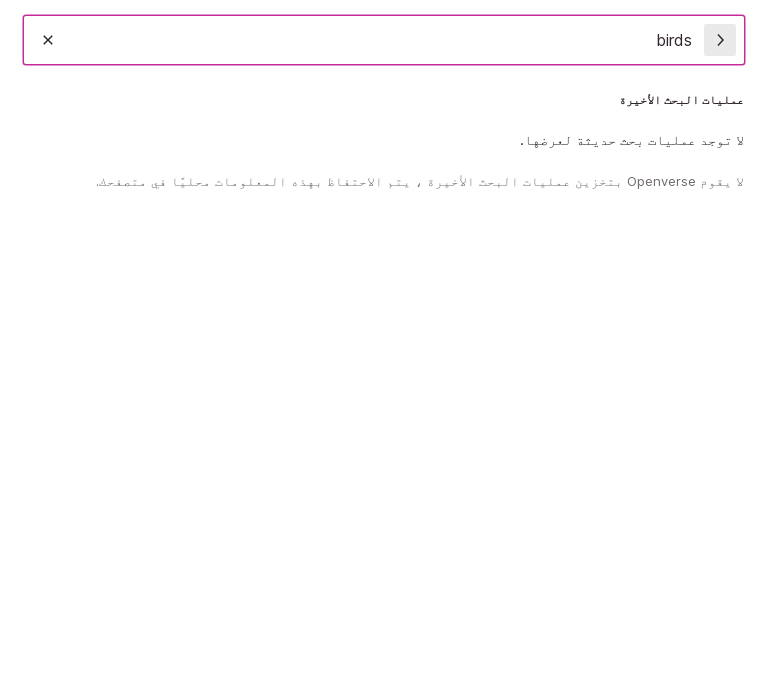 birds
عمليات البحث الأخيرة
لا توجد عمليات بحث حديثة لعرضها.
لا يقوم Openverse بتخزين عمليات البحث الأخيرة ، يتم الاحتفاظ بهذه المعلومات محليًا في متصفحك.